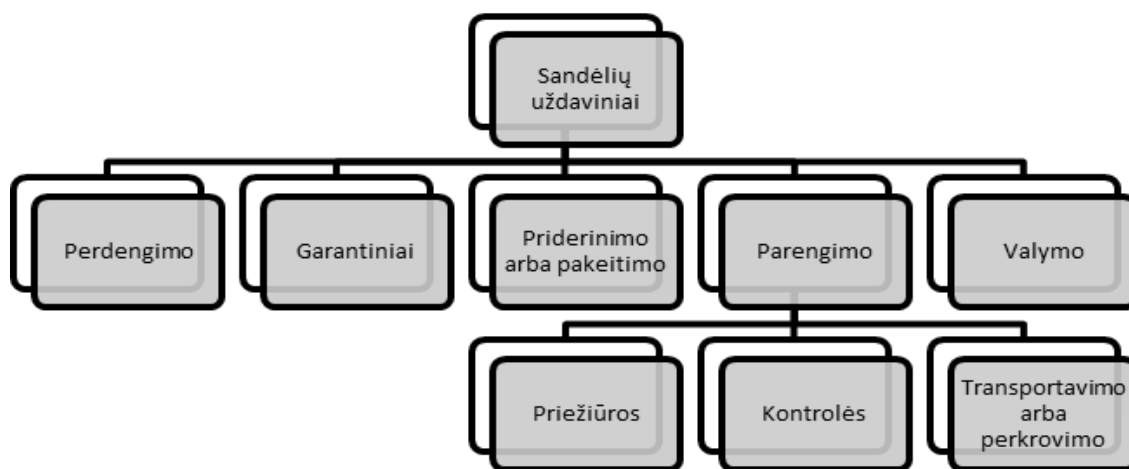 Sandėlių
uždaviniai
Perdengimo
Garantiniai
Priderinimo
arba pakeitimo
Parengimo
Valymo
Priežiūros
Kontrolės
Transportavimo
arba
perkrovimo